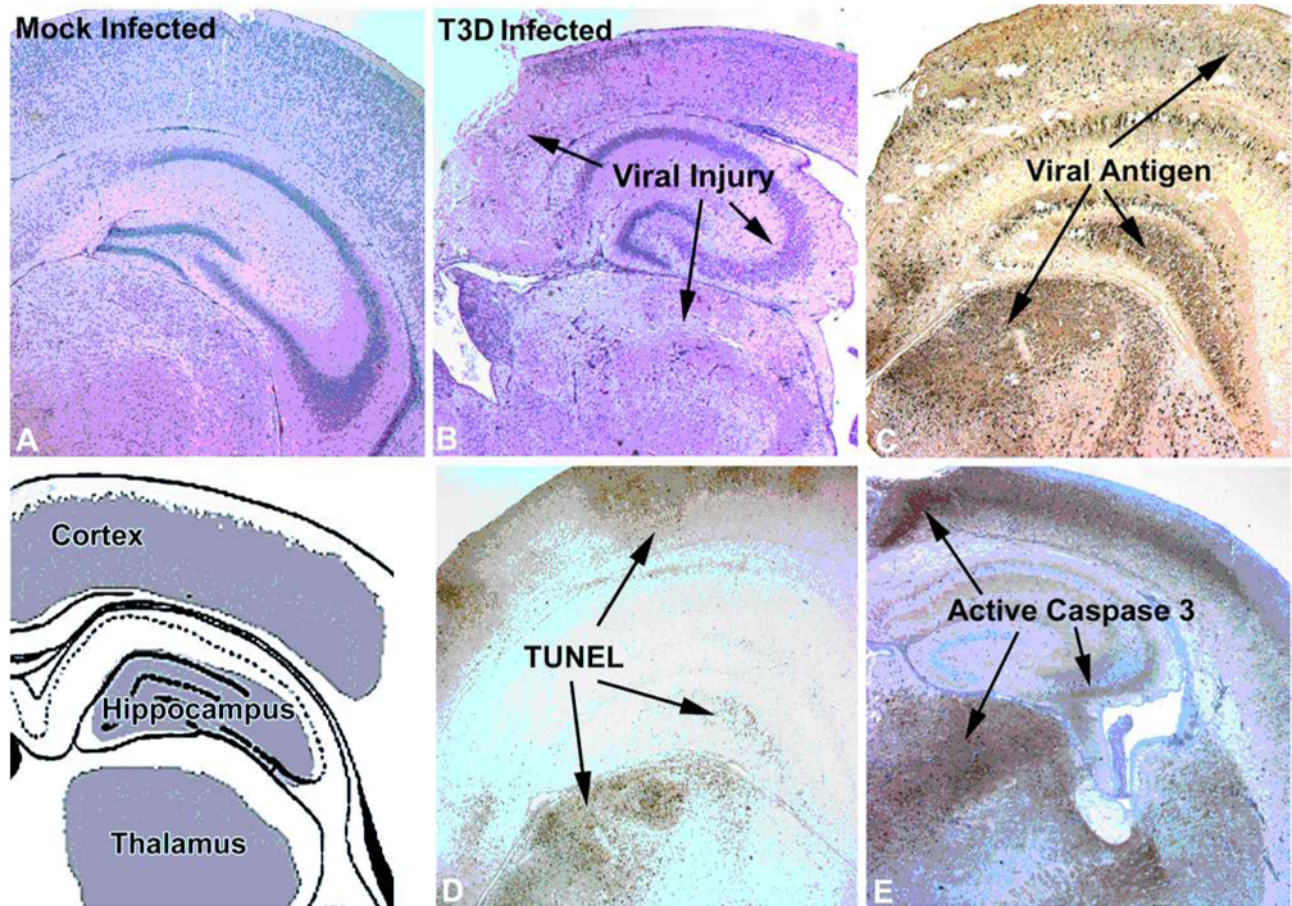 Mock Infected
T3D Infected
Viral Injury
Viral Antigen
A
B
C
Cortex
Hippocampus
Thalamus
TUNEL
Active Caspase 3
D
E